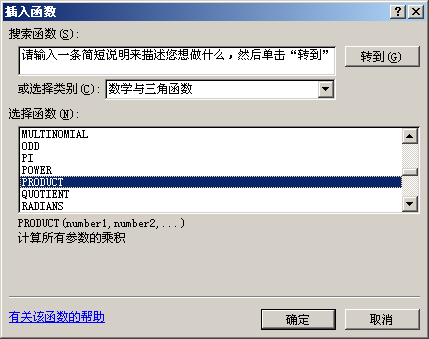 插入函数
搜索函数(S):
请输入一条简短说明来描述您想做什么，然后单击“转到”
转到(G)
或选择类别(C): 数学与三角函数
选择函数(N):
MULTINOMIAL
ODD
PI
POWER
PRODUCT
QUOTIENT
RADIANS
PRODUCT(number1,number2,...)
计算所有参数的乘积
有关该函数的帮助
确定
取消